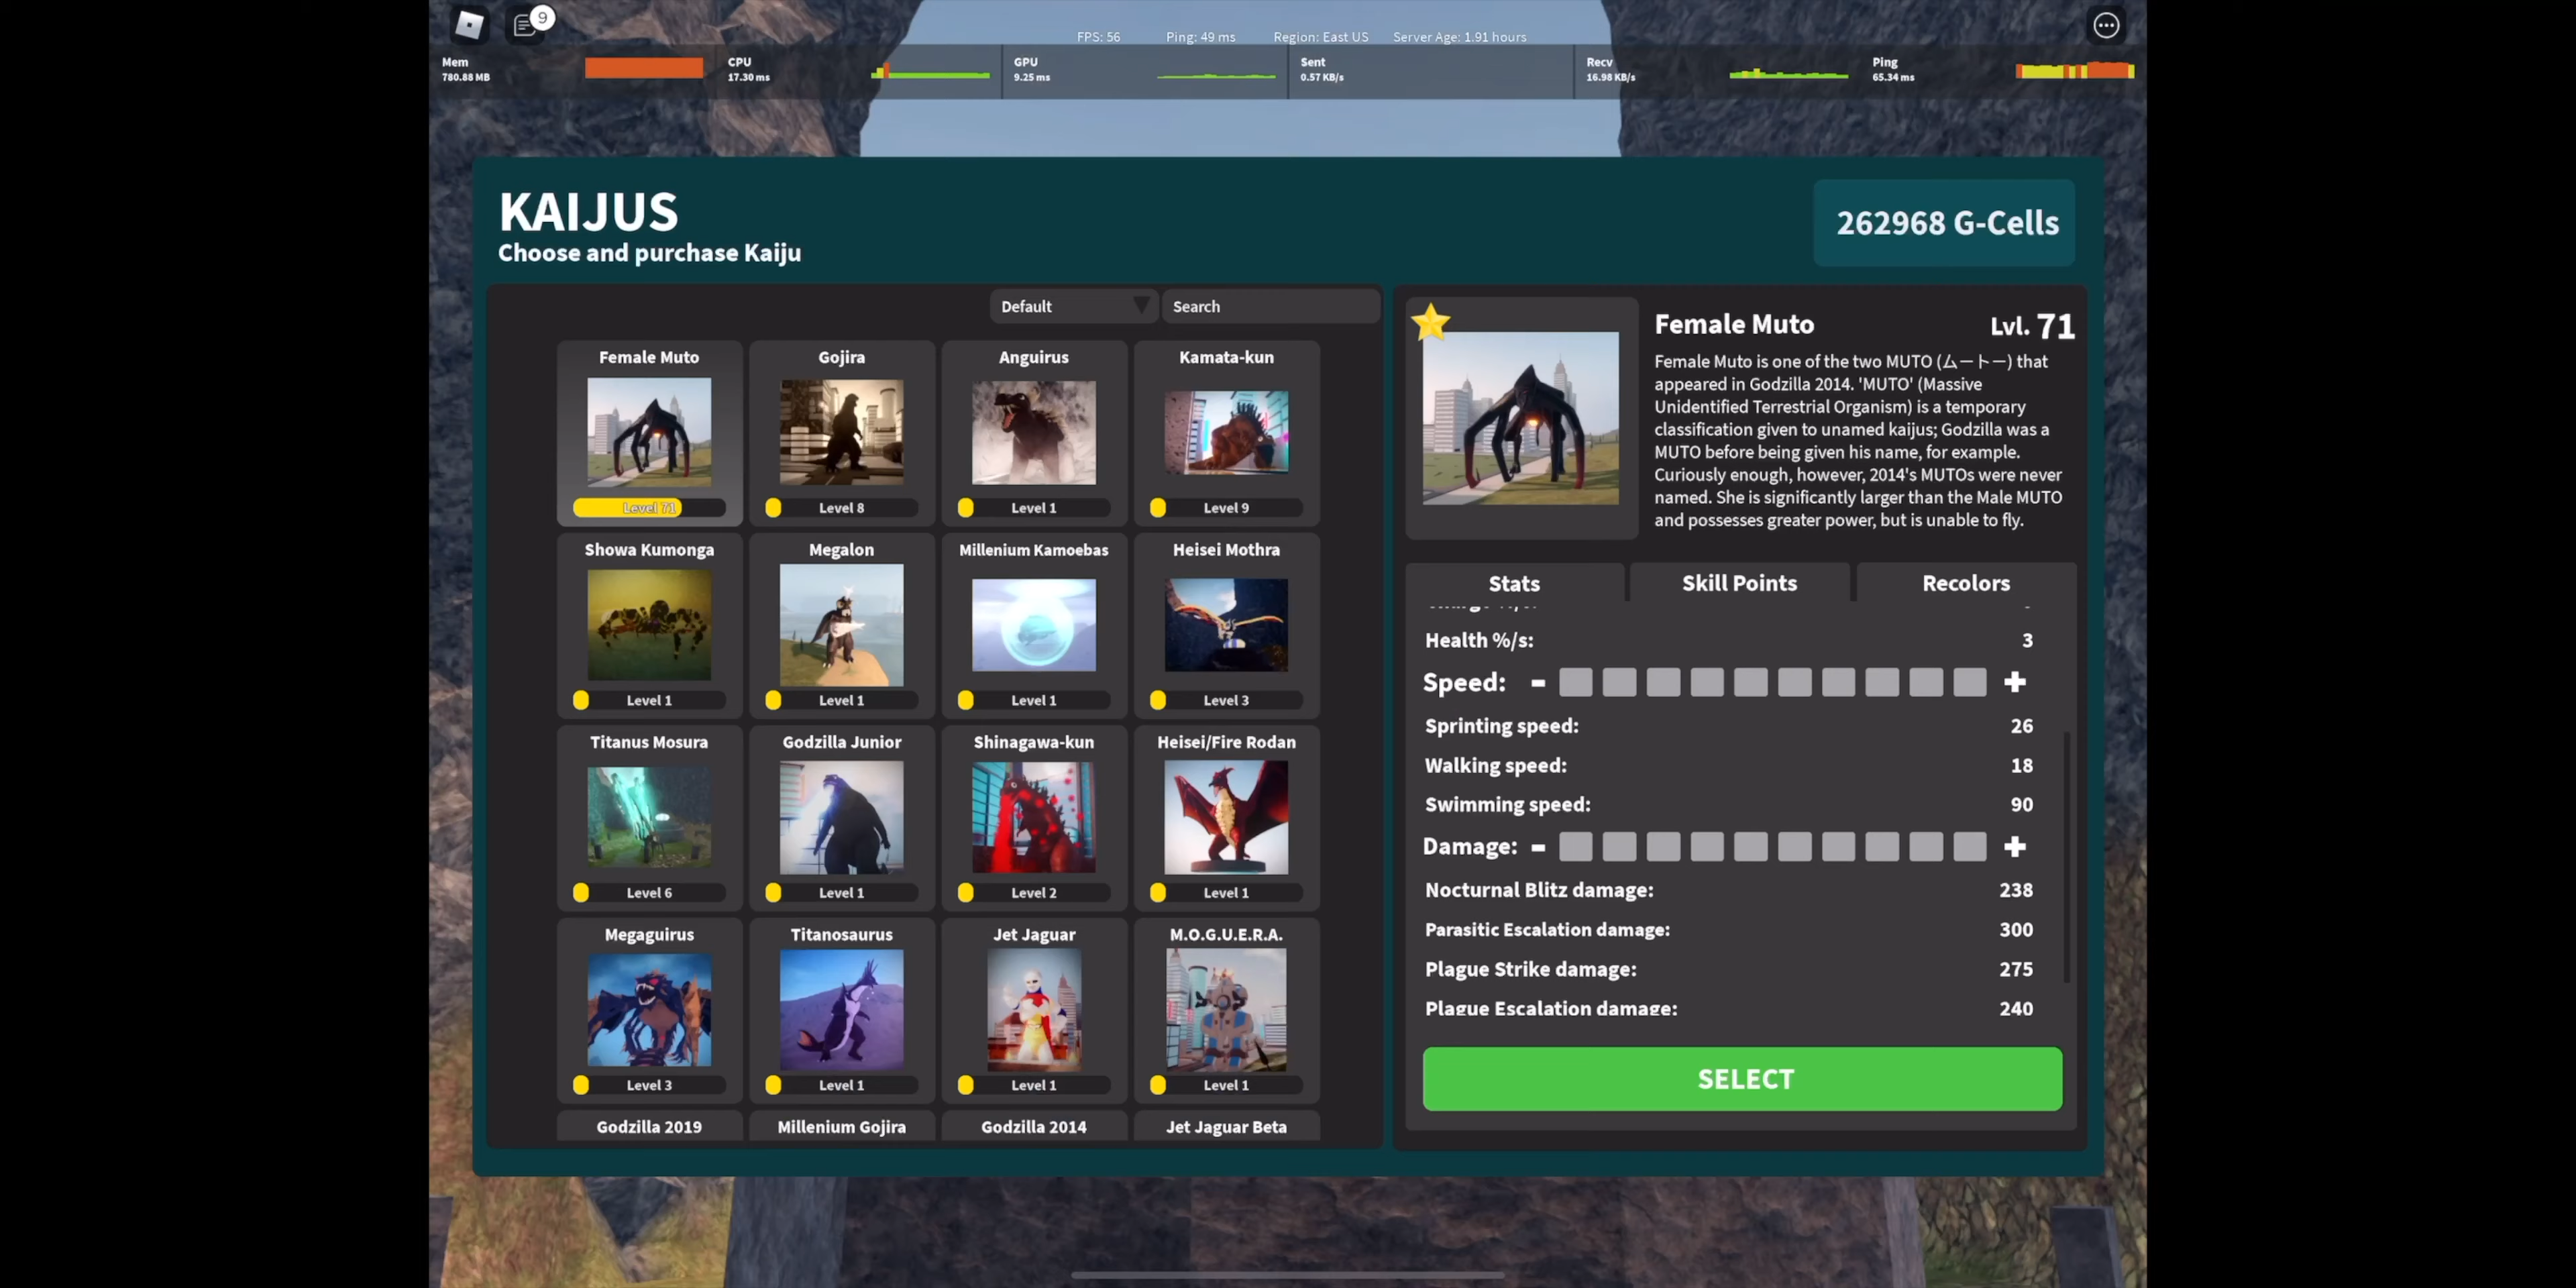 9
FPS: 56 Ping: 49 ms Region: East US Server Age: 1.91 hours
Mem
780.88 MB
CPU
17.30 ms
GPU
9.25 ms
Sent
0.57 KB/s
Recv
16.98 KB/s
Ping
65.34 ms
KAIJUS
Choose and purchase Kaiju
262968 G-Cells
Default
Search
Female Muto
Level 71
Gojira
Level 8
Anguirus
Level 1
Kamata-kun
Level 9
Showa Kumonga
Level 1
Megalon
Level 1
Millenium Kamoebas
Level 1
Heisei Mothra
Level 3
Titanus Mosura
Level 6
Godzilla Junior
Level 1
Shinagawa-kun
Level 2
Heisei/Fire Rodan
Level 1
Megaguirus
Level 3
Titanosaurus
Level 1
Jet Jaguar
Level 1
M.O.G.U.E.R.A.
Level 1
Godzilla 2019
Millenium Gojira
Godzilla 2014
Jet Jaguar Beta
Female Muto
Lvl. 71
Female Muto is one of the two MUTO (ムートー) that
appeared in Godzilla 2014. 'MUTO' (Massive
Unidentified Terrestrial Organism) is a temporary
classification given to unamed kaijus; Godzilla was a
MUTO before being given his name, for example.
Curiously enough, however, 2014's MUTOs were never
named. She is significantly larger than the Male MUTO
and possesses greater power, but is unable to fly.
Stats
Skill Points
Recolors
Health %/s: 3
Speed: - +
Sprinting speed: 26
Walking speed: 18
Swimming speed: 90
Damage: - +
Nocturnal Blitz damage: 238
Parasitic Escalation damage: 300
Plague Strike damage: 275
Plague Escalation damage: 240
SELECT